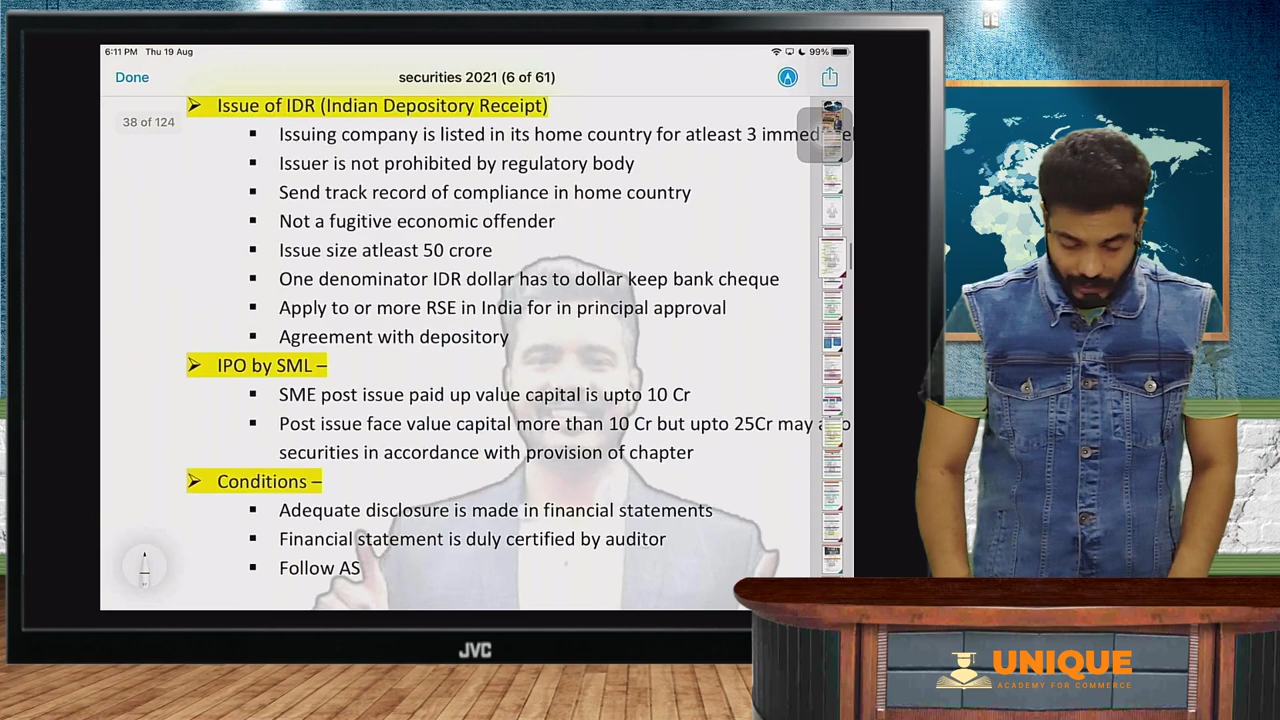 6:11 PM Thu 19 Aug
99%
Done
securities 2021 (6 of 61)
38 of 124
➢ Issue of IDR (Indian Depository Receipt)
▪ Issuing company is listed in its home country for atleast 3
▪ Issuer is not prohibited by regulatory body
▪ Send track record of compliance in home country
▪ Not a fugitive economic offender
▪ Issue size atleast 50 crore
▪ One denominator IDR dollar has to dollar keep bank cheque
▪ Apply to or more RSE in India for in principal approval
▪ Agreement with depository
➢ IPO by SML –
▪ SME post issue paid up value capital is upto 10 Cr
▪ Post issue face value capital more than 10 Cr but upto 25Cr may
securities in accordance with provision of chapter
➢ Conditions –
▪ Adequate disclosure is made in financial statements
▪ Financial statement is duly certified by auditor
▪ Follow AS
JVC
UNIQUE
ACADEMY FOR COMMERCE